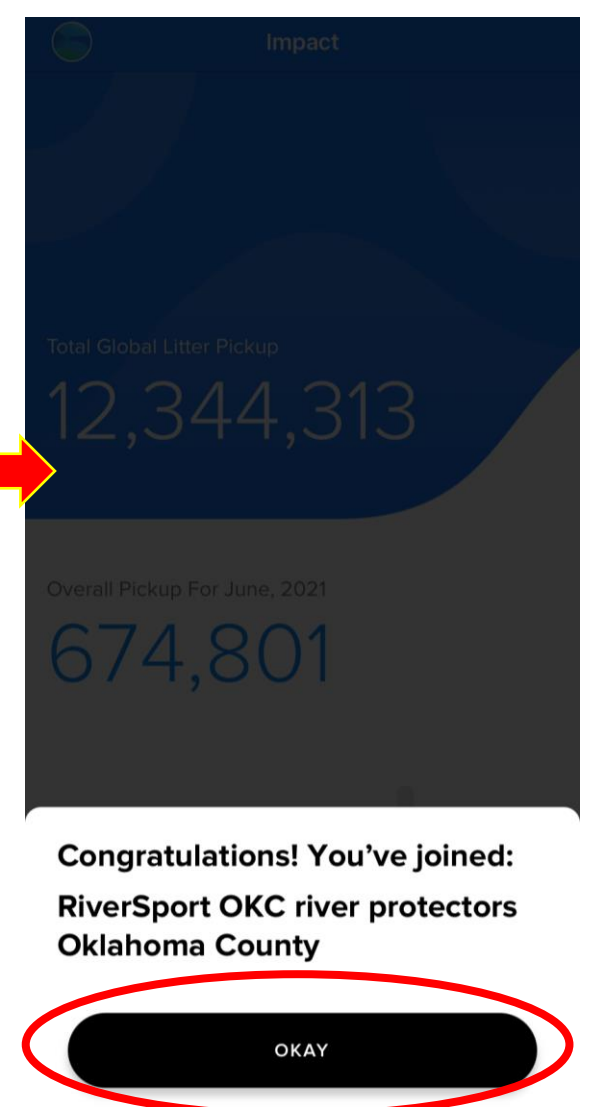 Impact
Total Global Litter Pickup
12,344,313
Overall Pickup For June, 2021
674,801
Congratulations! You’ve joined:
RiverSport OKC river protectors
Oklahoma County
OKAY